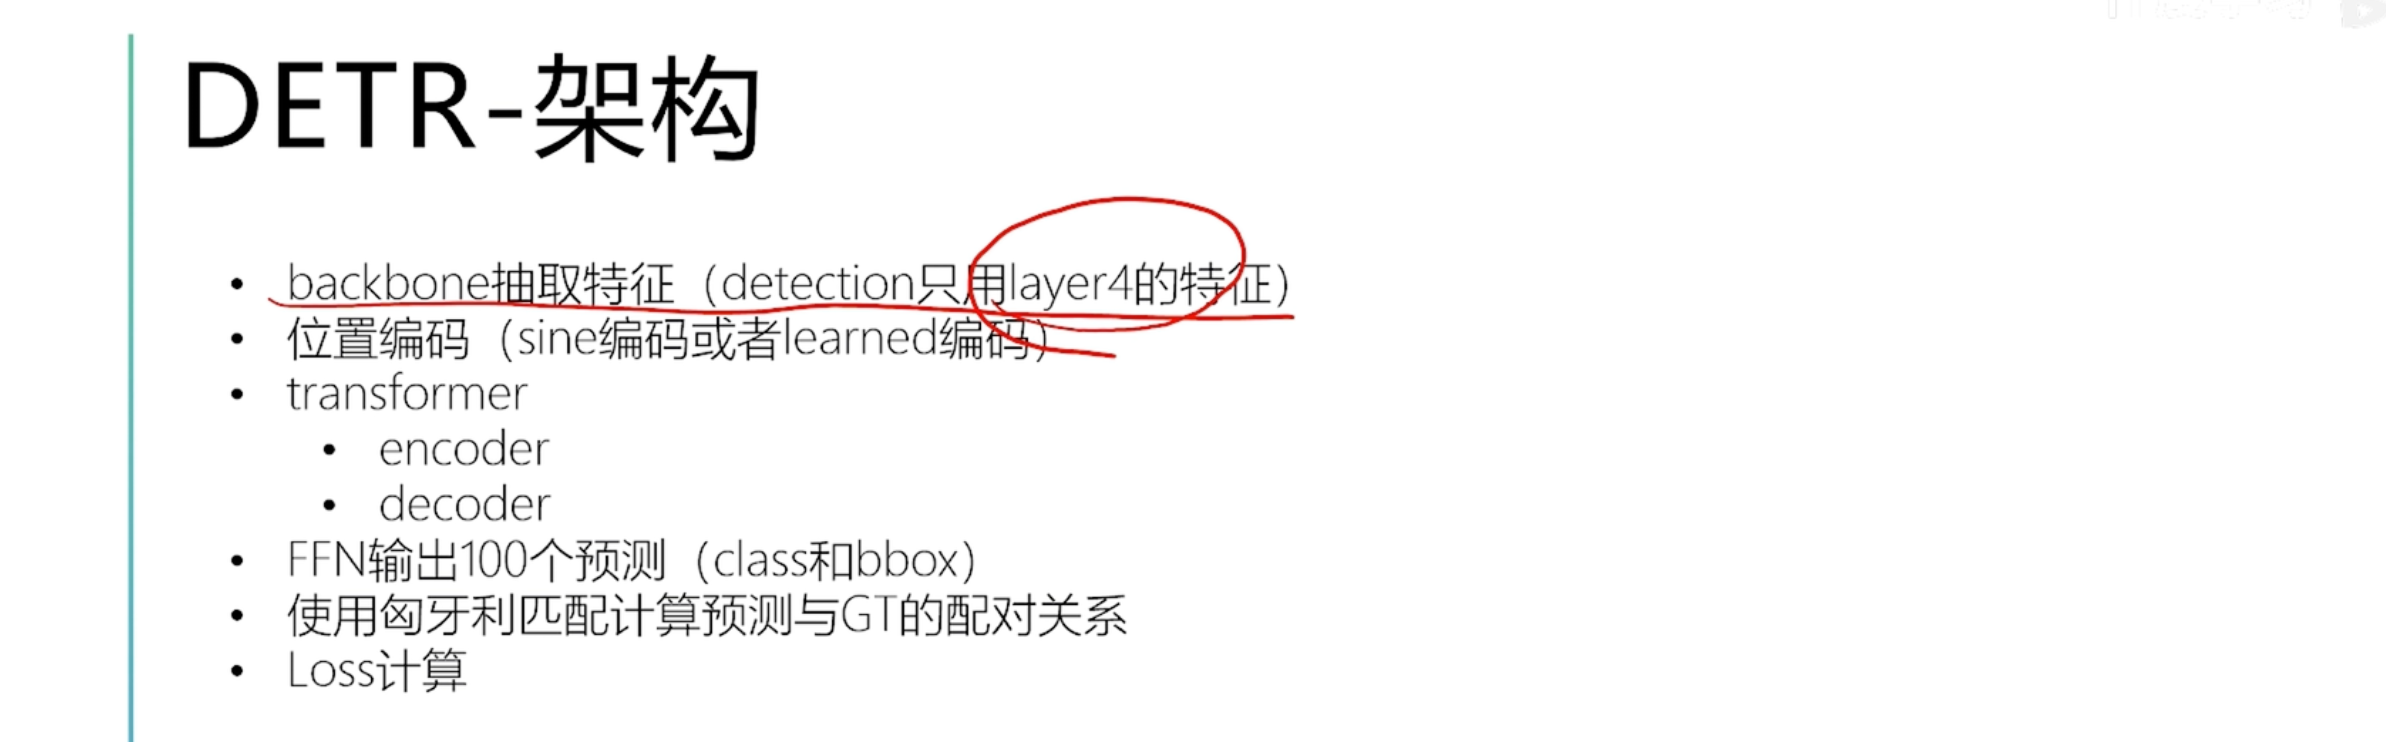 DETR-架构
• backbone抽取特征（detection只用layer4的特征）
• 位置编码（sine编码或者learned编码）
• transformer
• encoder
• decoder
• FFN输出100个预测（class和bbox）
• 使用匈牙利匹配计算预测与GT的配对关系
• Loss计算